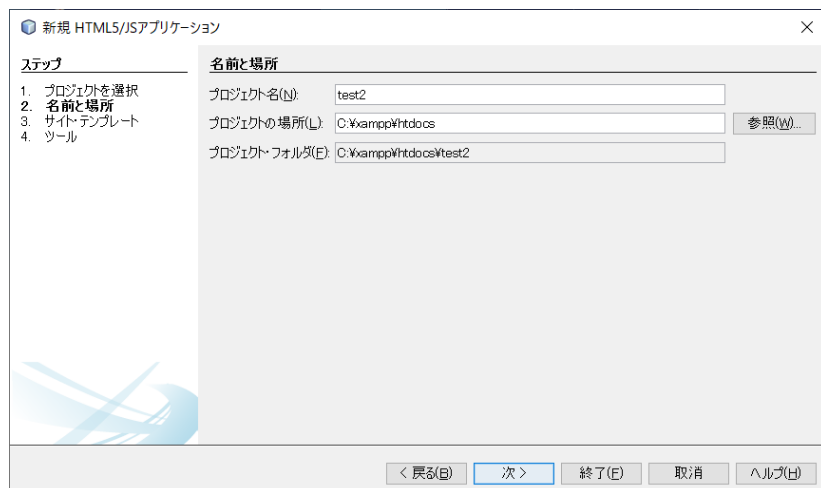 新規 HTML5/JSアプリケーション
ステップ
1. プロジェクトを選択
2. 名前と場所
3. サイト・テンプレート
4. ツール
名前と場所
プロジェクト名(N): test2
プロジェクトの場所(L): C:¥xampp¥htdocs 参照(W)...
プロジェクト・フォルダ(F): C:¥xampp¥htdocs¥test2
< 戻る(B) 次 > 終了(F) 取消 ヘルプ(H)